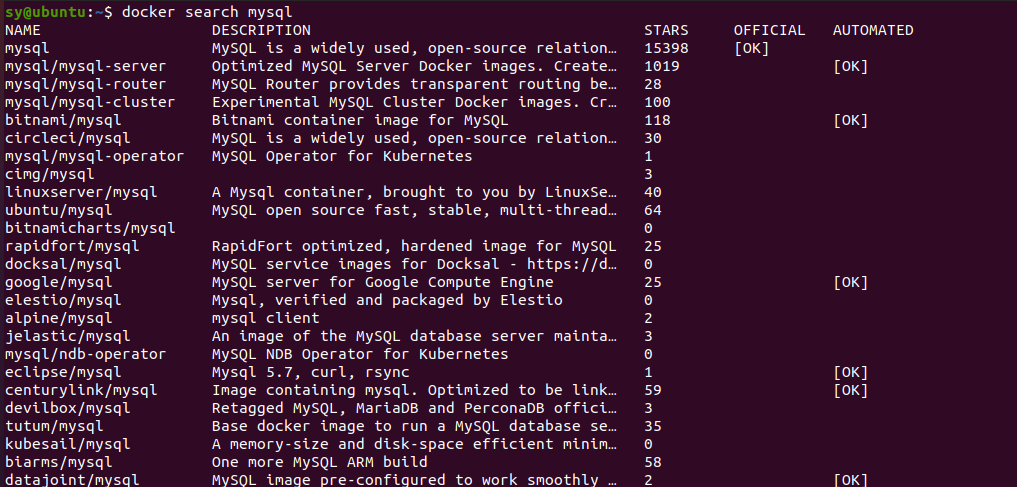 sy@ubuntu:~$ docker search mysql
NAME DESCRIPTION STARS OFFICIAL AUTOMATED
mysql MySQL is a widely used, open-source relation… 15398 [OK]
mysql/mysql-server Optimized MySQL Server Docker images. Create… 1019 [OK]
mysql/mysql-router MySQL Router provides transparent routing be… 28
mysql/mysql-cluster Experimental MySQL Cluster Docker images. Cr… 100
bitnami/mysql Bitnami container image for MySQL 118 [OK]
circleci/mysql MySQL is a widely used, open-source relation… 30
mysql/mysql-operator MySQL Operator for Kubernetes 1
cimg/mysql 3
linuxserver/mysql A Mysql container, brought to you by LinuxSe… 40
ubuntu/mysql MySQL open source fast, stable, multi-thread… 64
bitnamicharts/mysql 0
rapidfort/mysql RapidFort optimized, hardened image for MySQL 25
docksal/mysql MySQL service images for Docksal - https://d… 0
google/mysql MySQL server for Google Compute Engine 25 [OK]
elestio/mysql Mysql, verified and packaged by Elestio 0
alpine/mysql mysql client 2
jelastic/mysql An image of the MySQL database server mainta… 3
mysql/ndb-operator MySQL NDB Operator for Kubernetes 0
eclipse/mysql Mysql 5.7, curl, rsync 1 [OK]
centurylink/mysql Image containing mysql. Optimized to be link… 59 [OK]
devilbox/mysql Retagged MySQL, MariaDB and PerconaDB offici… 3
tutum/mysql Base docker image to run a MySQL database se… 35
kubesail/mysql A memory-size and disk-space efficient minim… 0
biarms/mysql One more MySQL ARM build 58
datajoint/mysql MySQL image pre-configured to work smoothly … 2 [OK]